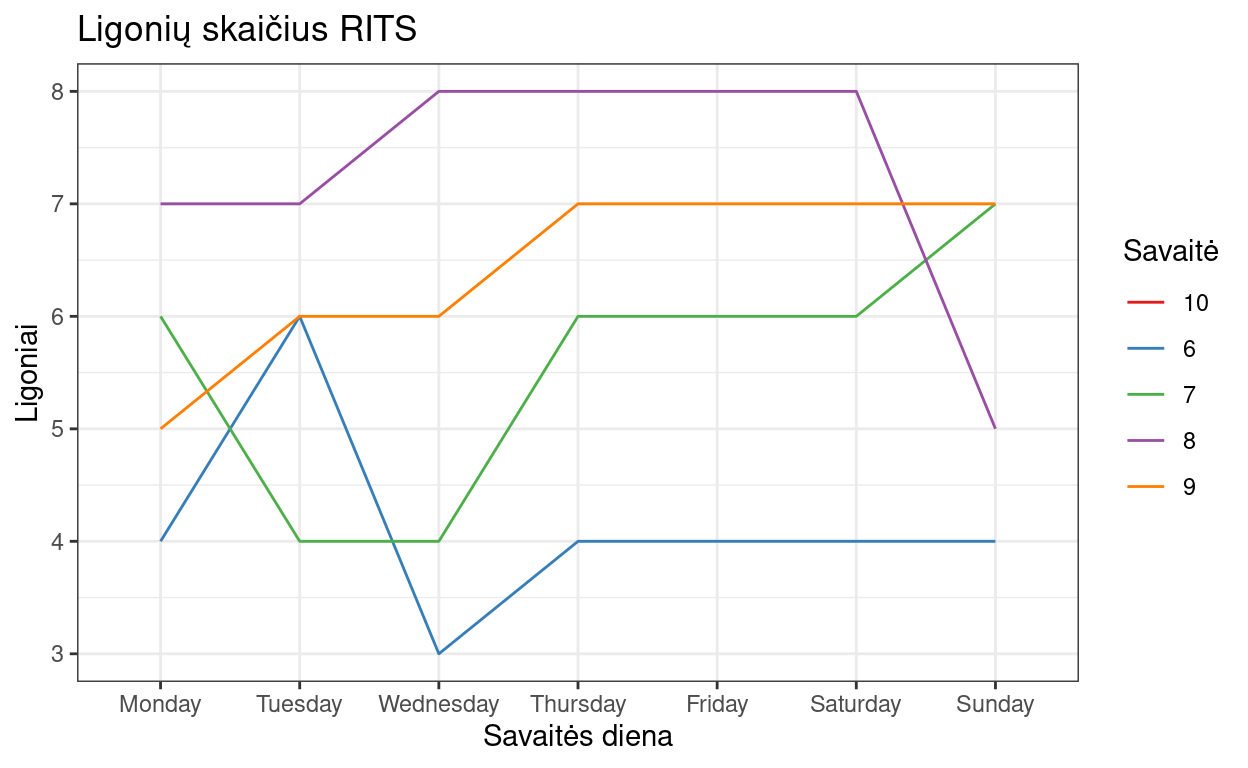 Ligonių skaičius RITS
8
7
6
5
4
3
Ligoniai
Monday Tuesday Wednesday Thursday Friday Saturday Sunday
Savaitės diena
Savaitė
10
6
7
8
9